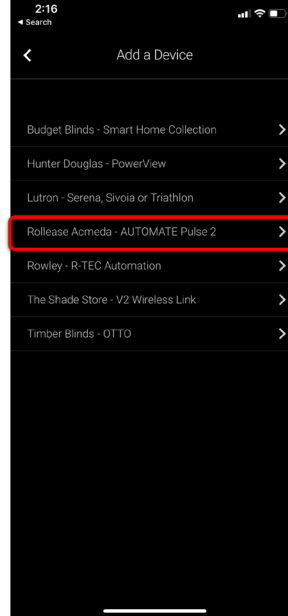 2:16
Search
Add a Device
Budget Blinds - Smart Home Collection
Hunter Douglas - PowerView
Lutron - Serena, Sivoia or Triathlon
Rollease Acmeda - AUTOMATE Pulse 2
Rowley - R-TEC Automation
The Shade Store - V2 Wireless Link
Timber Blinds - OTTO